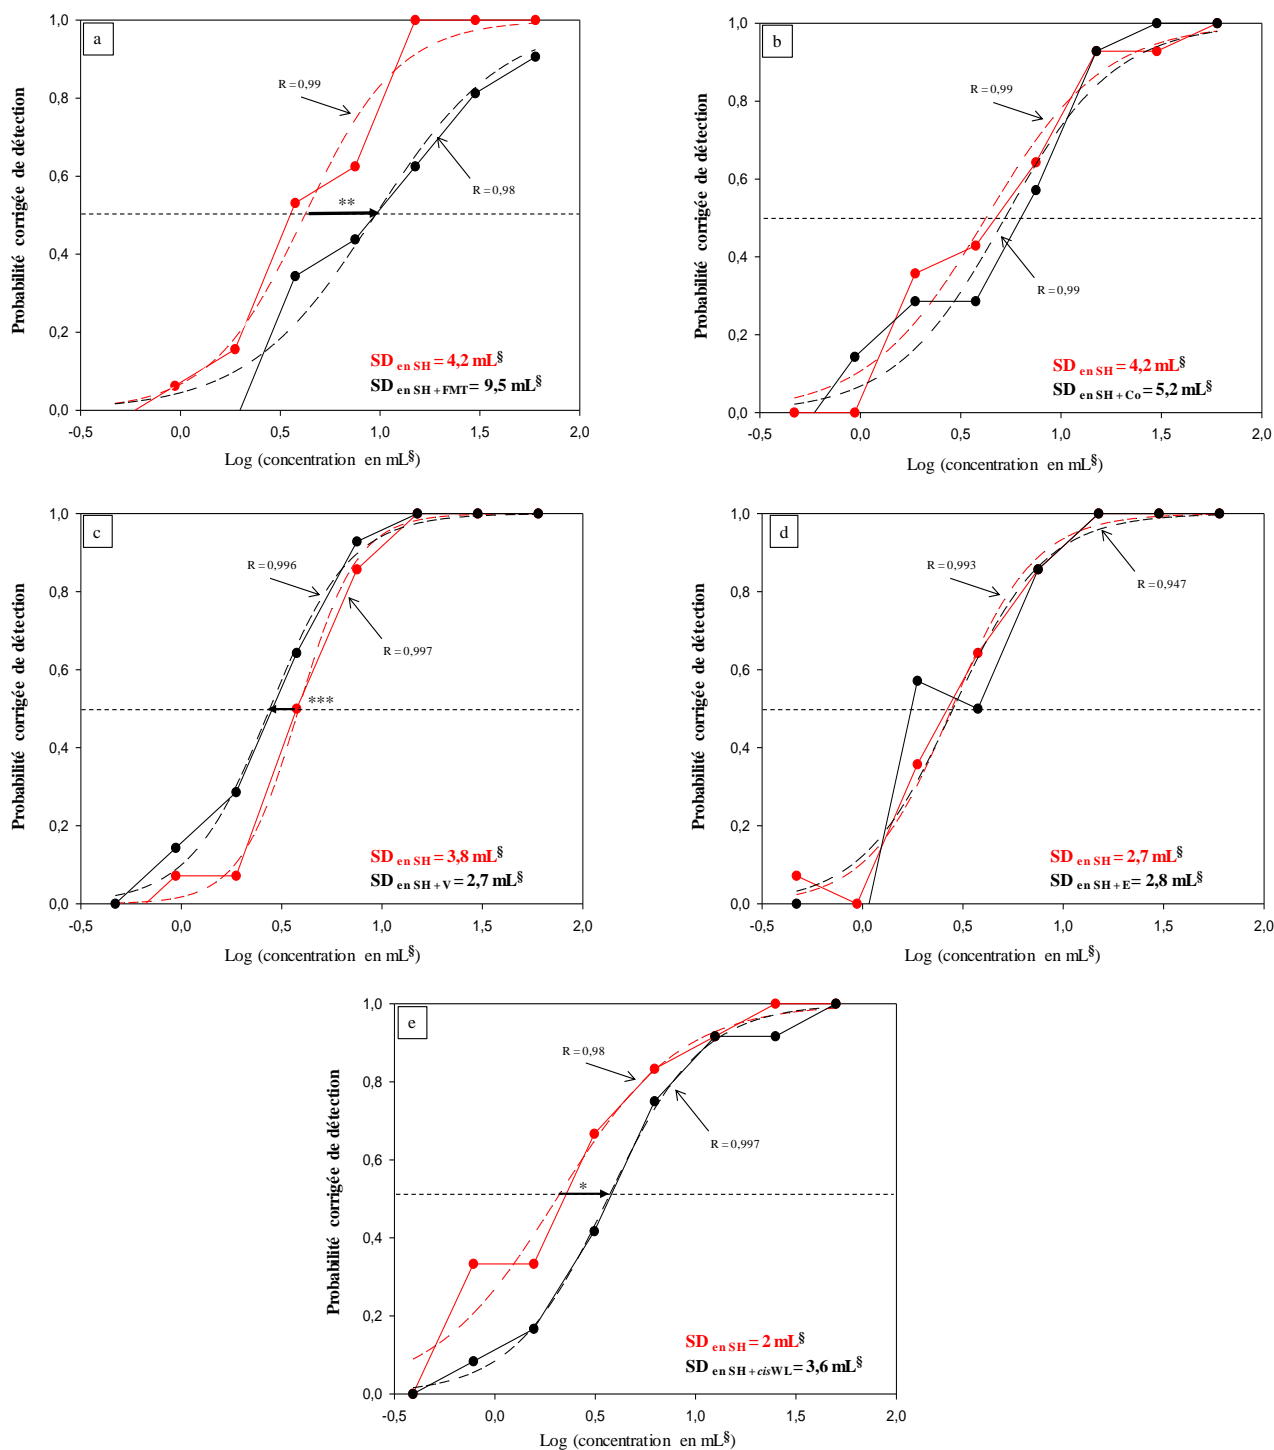 a
1,0
0,8
0,6
0,4
0,2
0,0
Probabilité corrigée de détection
R = 0,99
**
R = 0,98
SD en SH = 4,2 mL§
SD en SH+FMT = 9,5 mL§
-0,5 0,0 0,5 1,0 1,5 2,0
Log (concentration en mL§)
b
1,0
0,8
0,6
0,4
0,2
0,0
Probabilité corrigée de détection
R = 0,99
R = 0,99
SD en SH = 4,2 mL§
SD en SH + Co = 5,2 mL§
-0,5 0,0 0,5 1,0 1,5 2,0
Log (concentration en mL§)
c
1,0
0,8
0,6
0,4
0,2
0,0
Probabilité corrigée de détection
R = 0,996
R = 0,997
***
SD en SH = 3,8 mL§
SD en SH + V = 2,7 mL§
-0,5 0,0 0,5 1,0 1,5 2,0
Log (concentration en mL§)
d
1,0
0,8
0,6
0,4
0,2
0,0
Probabilité corrigée de détection
R = 0,993
R = 0,947
SD en SH = 2,7 mL§
SD en SH + E = 2,8 mL§
-0,5 0,0 0,5 1,0 1,5 2,0
Log (concentration en mL§)
e
1,0
0,8
0,6
0,4
0,2
0,0
Probabilité corrigée de détection
R = 0,98
R = 0,997
*
SD en SH = 2 mL§
SD en SH + cisWL = 3,6 mL§
-0,5 0,0 0,5 1,0 1,5 2,0
Log (concentration en mL§)